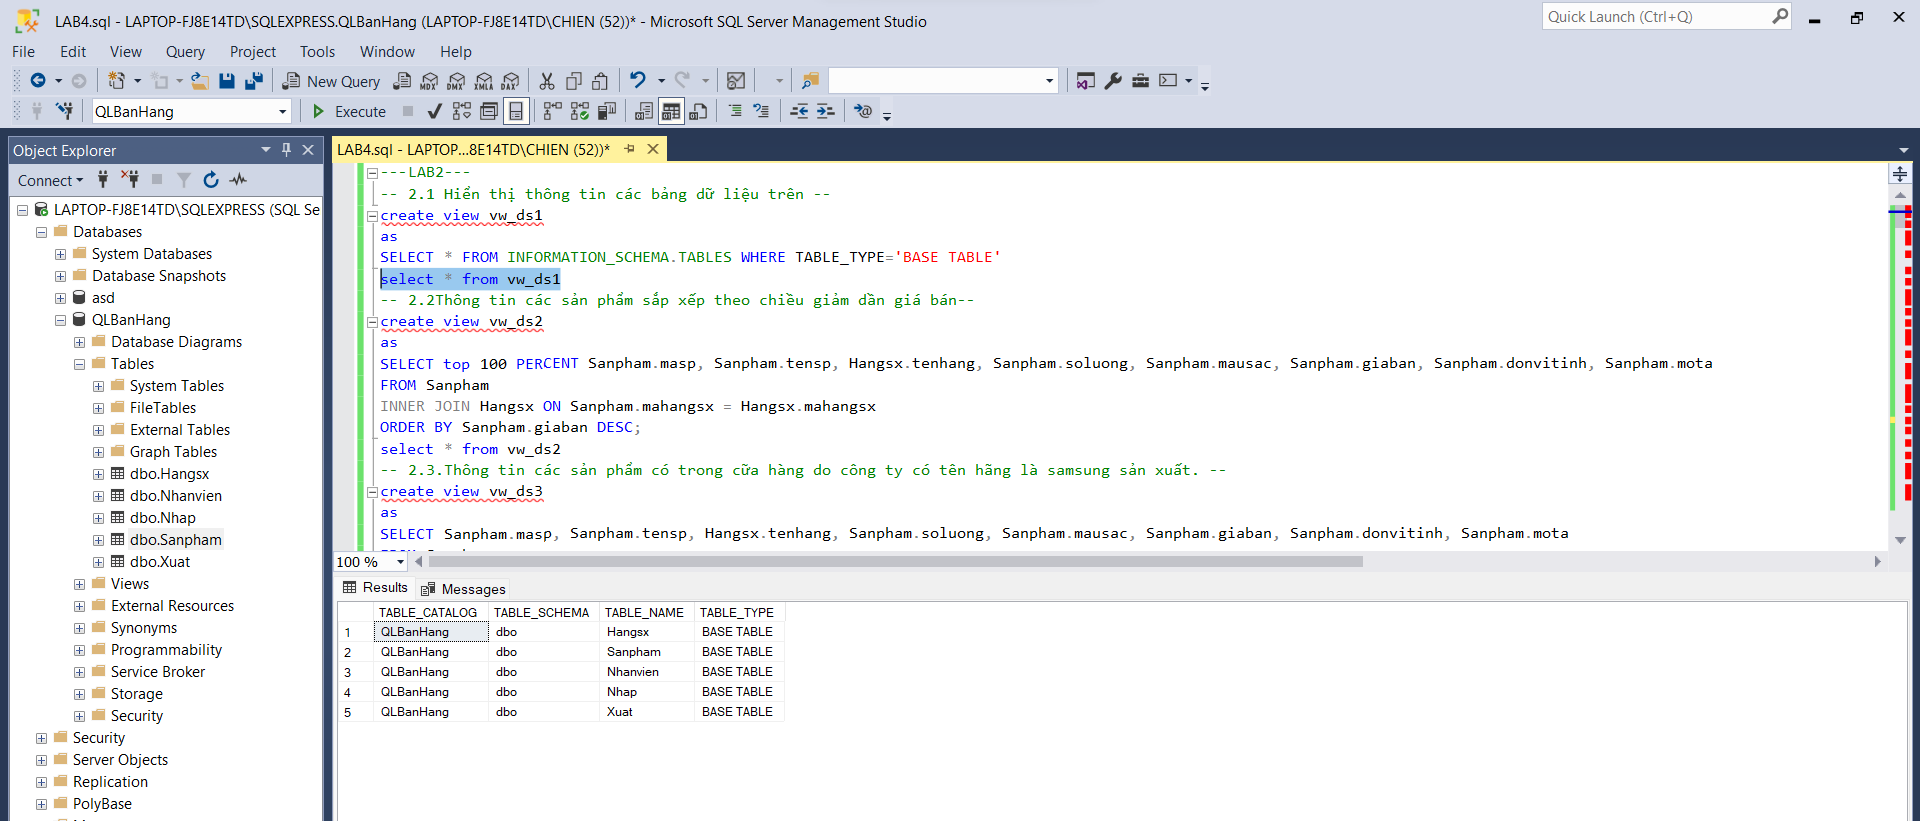 LAB4.sql - LAPTOP-FJ8E14TD\SQLEXPRESS.QLBanHang (LAPTOP-FJ8E14TD\CHIEN (52))* - Microsoft SQL Server Management Studio
Quick Launch (Ctrl+Q)
File Edit View Query Project Tools Window Help
New Query MDX DMX XMLA DAX
QLBanHang Execute
Object Explorer
Connect
LAPTOP-FJ8E14TD\SQLEXPRESS (SQL Se
Databases
System Databases
Database Snapshots
asd
QLBanHang
Database Diagrams
Tables
System Tables
FileTables
External Tables
Graph Tables
dbo.Hangsx
dbo.Nhanvien
dbo.Nhap
dbo.Sanpham
dbo.Xuat
Views
External Resources
Synonyms
Programmability
Service Broker
Storage
Security
Security
Server Objects
Replication
PolyBase
LAB4.sql - LAPTOP...8E14TD\CHIEN (52))*
---LAB2---
-- 2.1 Hiển thị thông tin các bảng dữ liệu trên --
create view vw_ds1
as
SELECT * FROM INFORMATION_SCHEMA.TABLES WHERE TABLE_TYPE='BASE TABLE'
select * from vw_ds1
-- 2.2Thông tin các sản phẩm sắp xếp theo chiều giảm dần giá bán--
create view vw_ds2
as
SELECT top 100 PERCENT Sanpham.masp, Sanpham.tensp, Hangsx.tenhang, Sanpham.soluong, Sanpham.mausac, Sanpham.giaban, Sanpham.donvitinh, Sanpham.mota
FROM Sanpham
INNER JOIN Hangsx ON Sanpham.mahangsx = Hangsx.mahangsx
ORDER BY Sanpham.giaban DESC;
select * from vw_ds2
-- 2.3.Thông tin các sản phẩm có trong cữa hàng do công ty có tên hãng là samsung sản xuất. --
create view vw_ds3
as
SELECT Sanpham.masp, Sanpham.tensp, Hangsx.tenhang, Sanpham.soluong, Sanpham.mausac, Sanpham.giaban, Sanpham.donvitinh, Sanpham.mota
100 %
Results Messages
TABLE_CATALOG TABLE_SCHEMA TABLE_NAME TABLE_TYPE
1 QLBanHang dbo Hangsx BASE TABLE
2 QLBanHang dbo Sanpham BASE TABLE
3 QLBanHang dbo Nhanvien BASE TABLE
4 QLBanHang dbo Nhap BASE TABLE
5 QLBanHang dbo Xuat BASE TABLE